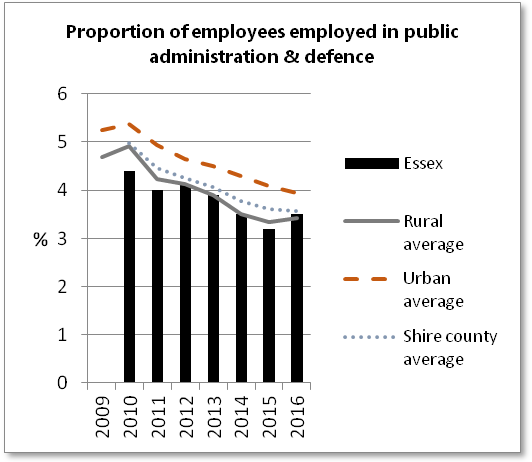 Proportion of employees employed in public
administration & defence
6
5
4
3
2
1
0
%
2009
2010
2011
2012
2013
2014
2015
2016
Essex
Rural
average
Urban
average
Shire county
average